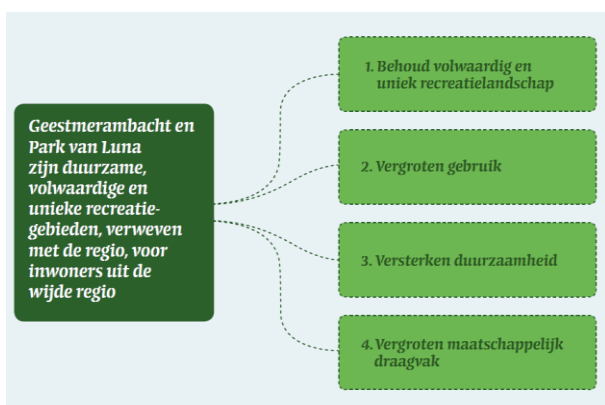 Geestmerambacht en
Park van Luna
zijn duurzame,
volwaardige en
unieke recreatie-
gebieden, verweven
met de regio, voor
inwoners uit de
wijde regio
1. Behoud volwaardig en
uniek recreatielandschap
2. Vergroten gebruik
3. Versterken duurzaamheid
4. Vergroten maatschappelijk
draagvak